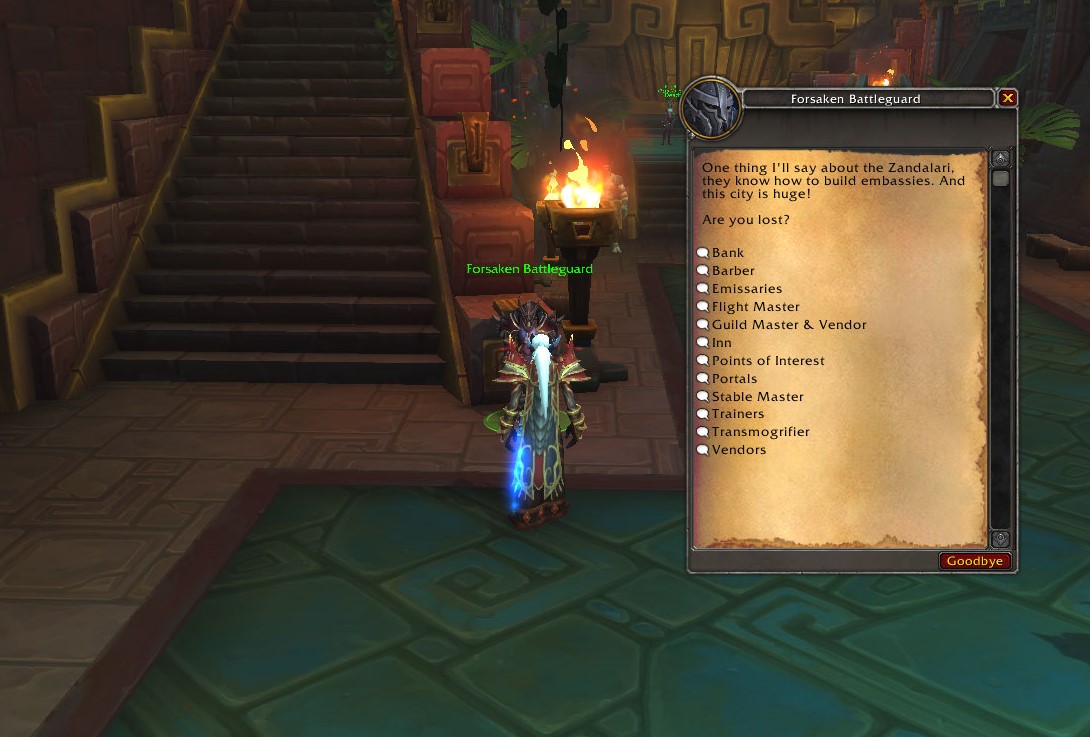 Forsaken Battleguard
One thing I'll say about the Zandalari,
they know how to build embassies. And
this city is huge!
Are you lost?
Bank
Barber
Emissaries
Flight Master
Guild Master & Vendor
Inn
Points of Interest
Portals
Stable Master
Trainers
Transmogrifier
Vendors
Goodbye
Forsaken Battleguard